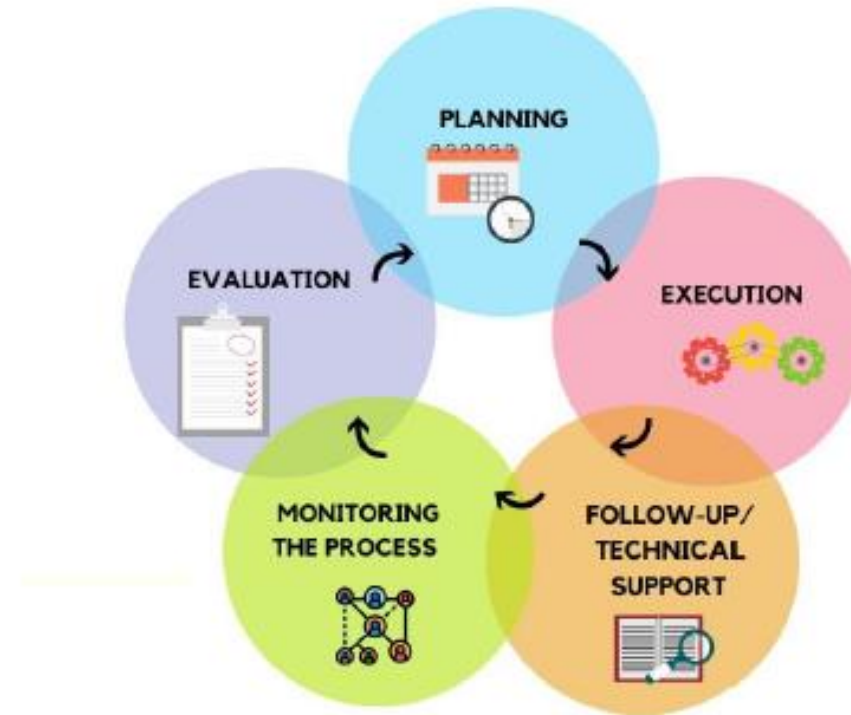 PLANNING
EXECUTION
FOLLOW-UP/
TECHNICAL
SUPPORT
MONITORING
THE PROCESS
EVALUATION